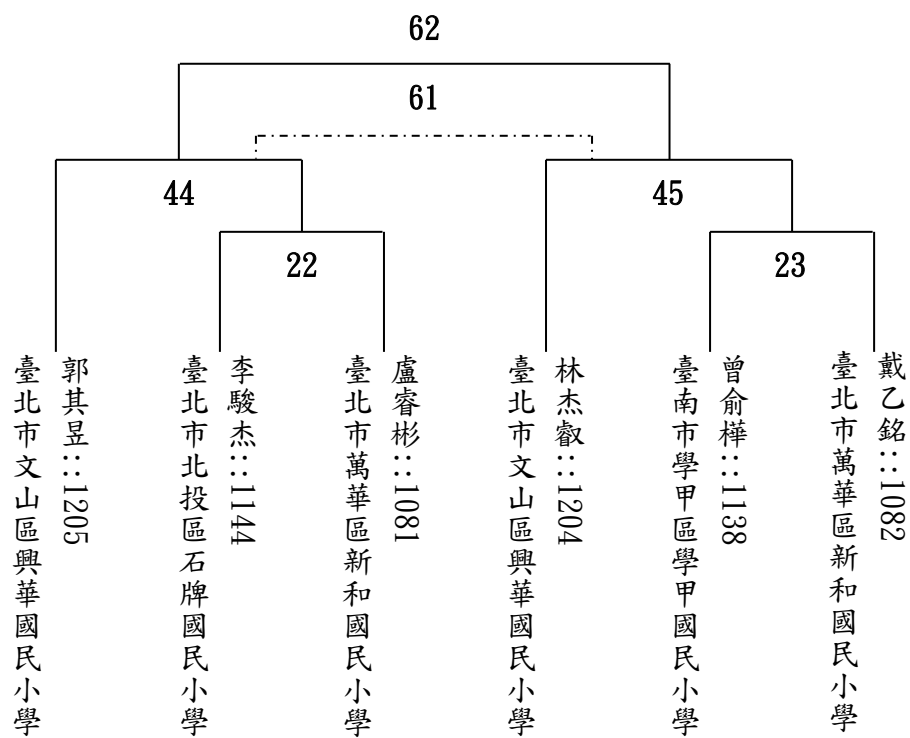 62
61
44
45
22
23
郭其昱::1205
臺北市文山區興華國民小學
李駿杰::1144
臺北市北投區石牌國民小學
盧睿彬::1081
臺北市萬華區新和國民小學
林杰叡::1204
臺北市文山區興華國民小學
曾俞樺::1138
臺南市學甲區學甲國民小學
戴乙銘::1082
臺北市萬華區新和國民小學